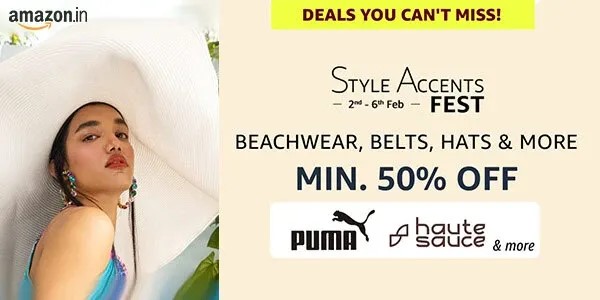 amazon.in
DEALS YOU CAN'T MISS!
STYLE ACCENTS
2nd - 6th Feb
FEST
BEACHWEAR, BELTS, HATS & MORE
MIN. 50% OFF
PUMA
haute
sauce
& more